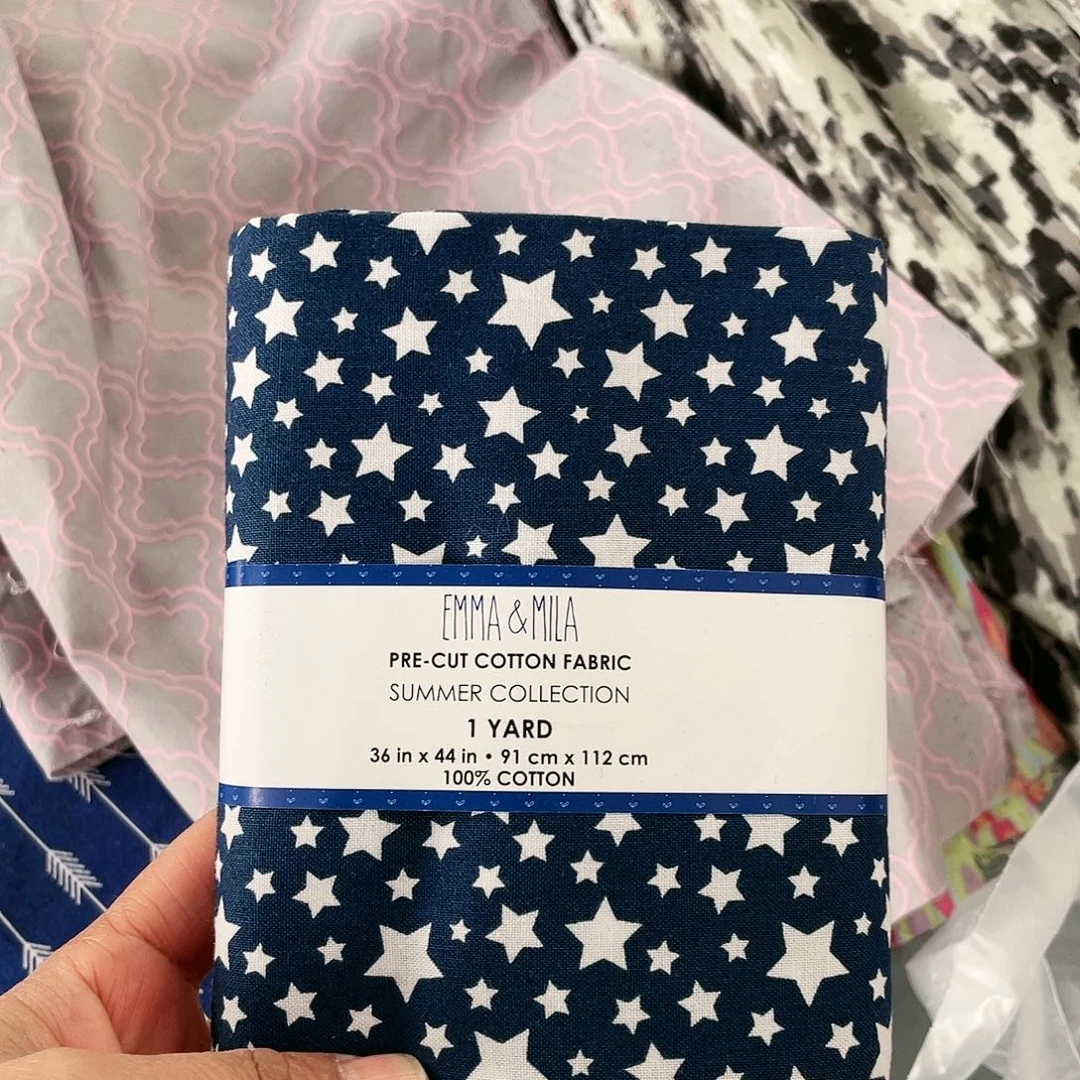 EMMA & MILA
PRE-CUT COTTON FABRIC
SUMMER COLLECTION
1 YARD
36 in x 44 in • 91 cm x 112 cm
100% COTTON